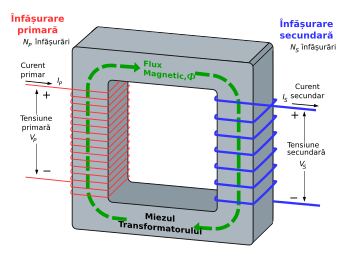 Înfășurare
primară
NP înfășurări
Curent
primar
IP
+
Tensiune
primară
VP
−
Flux
Magnetic,Φ
Miezul
Transformatorului
Înfășurare
secundară
NS înfășurări
Curent
secundar
IS
+
Tensiune
secundară
VS
−